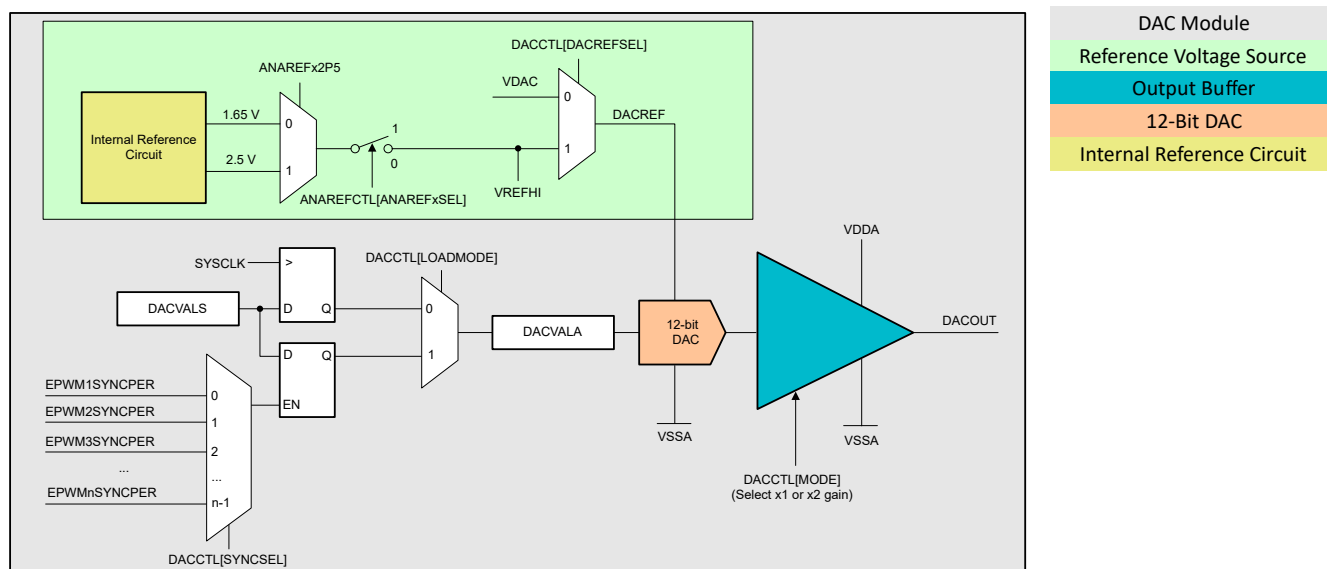 DACCTL[DACREFSEL]
ANAREFx2P5
VDAC
0
Internal Reference
Circuit
1.65 V
0
1
DACREF
2.5 V
1
0
1
ANAREFCTL[ANAREFxSEL]
VREFHI
SYSCLK
>
DACCTL[LOADMODE]
DACVALS
D
Q
0
D
Q
1
EN
DACVALA
12-bit
DAC
VSSA
VDDA
DACOUT
VSSA
DACCTL[MODE]
(Select x1 or x2 gain)
EPWM1SYNCPER
0
EPWM2SYNCPER
1
EPWM3SYNCPER
2
...
...
EPWMnSYNCPER
n-1
DACCTL[SYNCSEL]
DAC Module
Reference Voltage Source
Output Buffer
12-Bit DAC
Internal Reference Circuit